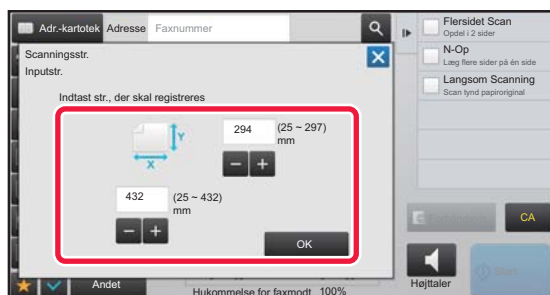 Adr.-kartotek Adresse Faxnummer
Scanningsstr.
Inputstr.
Indtast str., der skal registreres
Y
X
294 (25 ~ 297)
mm
432 (25 ~ 432)
mm
OK
Flersidet Scan
Opdel i 2 sider
N-Op
Læg flere sider på én side
Langsom Scanning
Scan tynd papiroriginal
CA
Højttaler
Start
Andet
Hukommelse for faxmodt 100%